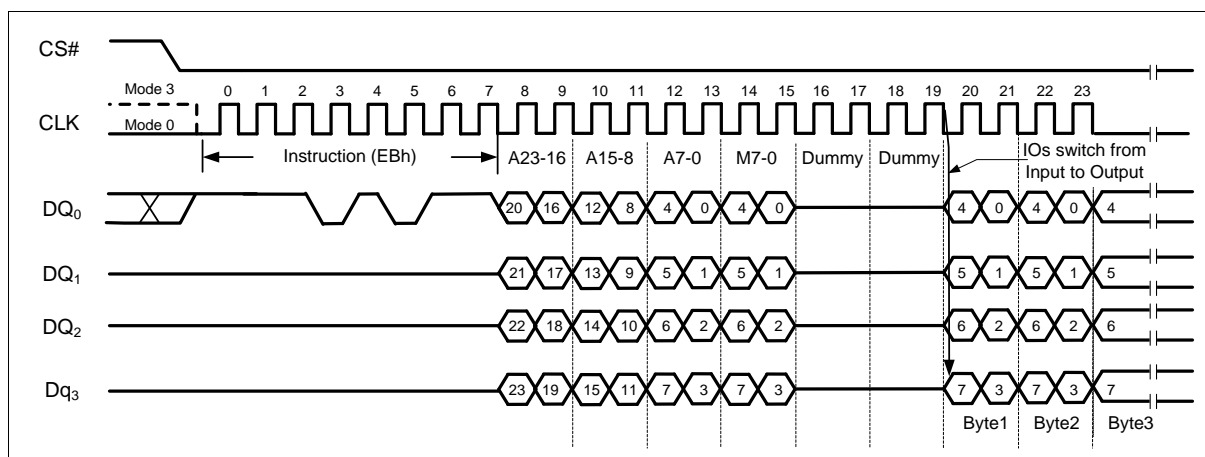 CS#
Mode 3
0 1 2 3 4 5 6 7 8 9 10 11 12 13 14 15 16 17 18 19 20 21 22 23
CLK
Mode 0
Instruction (EBh) A23-16 A15-8 A7-0 M7-0 Dummy Dummy
IOs switch from
Input to Output
DQ0 20 16 12 8 4 0 4 0 4 0 4 0 4
DQ1 21 17 13 9 5 1 5 1 5 1 5 1 5
DQ2 22 18 14 10 6 2 6 2 6 2 6 2 6
Dq3 23 19 15 11 7 3 7 3 7 3 7 3 7
Byte1 Byte2 Byte3